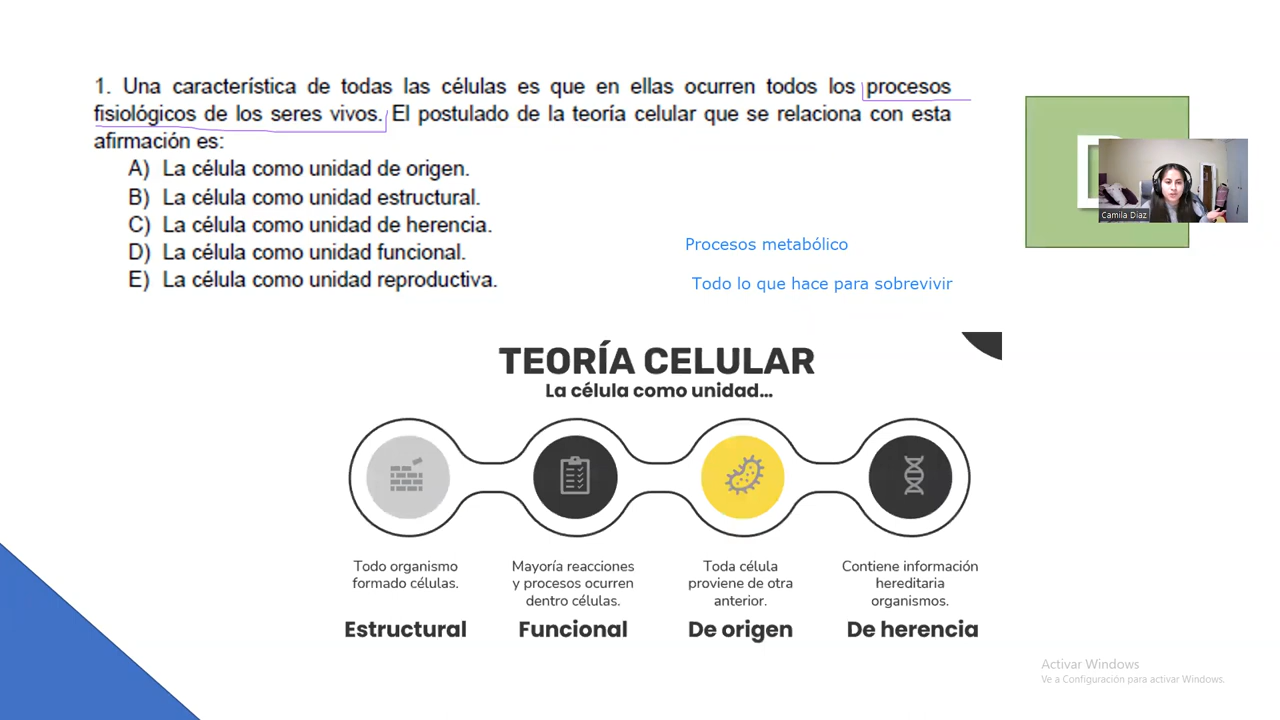 1. Una característica de todas las células es que en ellas ocurren todos los procesos
fisiológicos de los seres vivos. El postulado de la teoría celular que se relaciona con esta
afirmación es:
A) La célula como unidad de origen.
B) La célula como unidad estructural.
C) La célula como unidad de herencia.
D) La célula como unidad funcional.
E) La célula como unidad reproductiva.
Procesos metabólico
Todo lo que hace para sobrevivir
Camila Diaz
TEORÍA CELULAR
La célula como unidad...
Todo organismo
formado células.
Estructural
Mayoría reacciones
y procesos ocurren
dentro células.
Funcional
Toda célula
proviene de otra
anterior.
De origen
Contiene información
hereditaria
organismos.
De herencia
Activar Windows
Ve a Configuración para activar Windows.